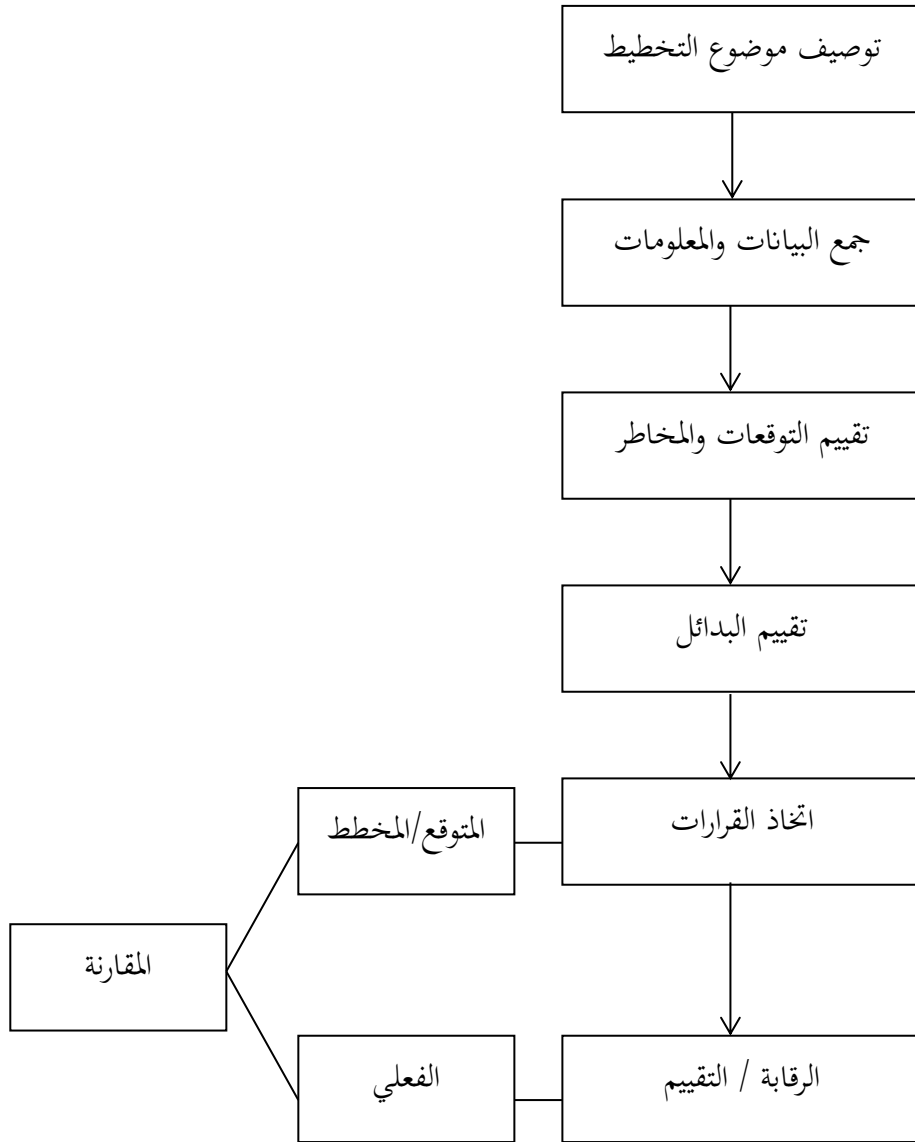 توصيف موضوع التخطيط
جمع البيانات والمعلومات
تقييم التوقعات والمخاطر
تقييم البدائل
اتخاذ القرارات
المتوقع/المخطط
المقارنة
الرقابة / التقييم
الفعلي